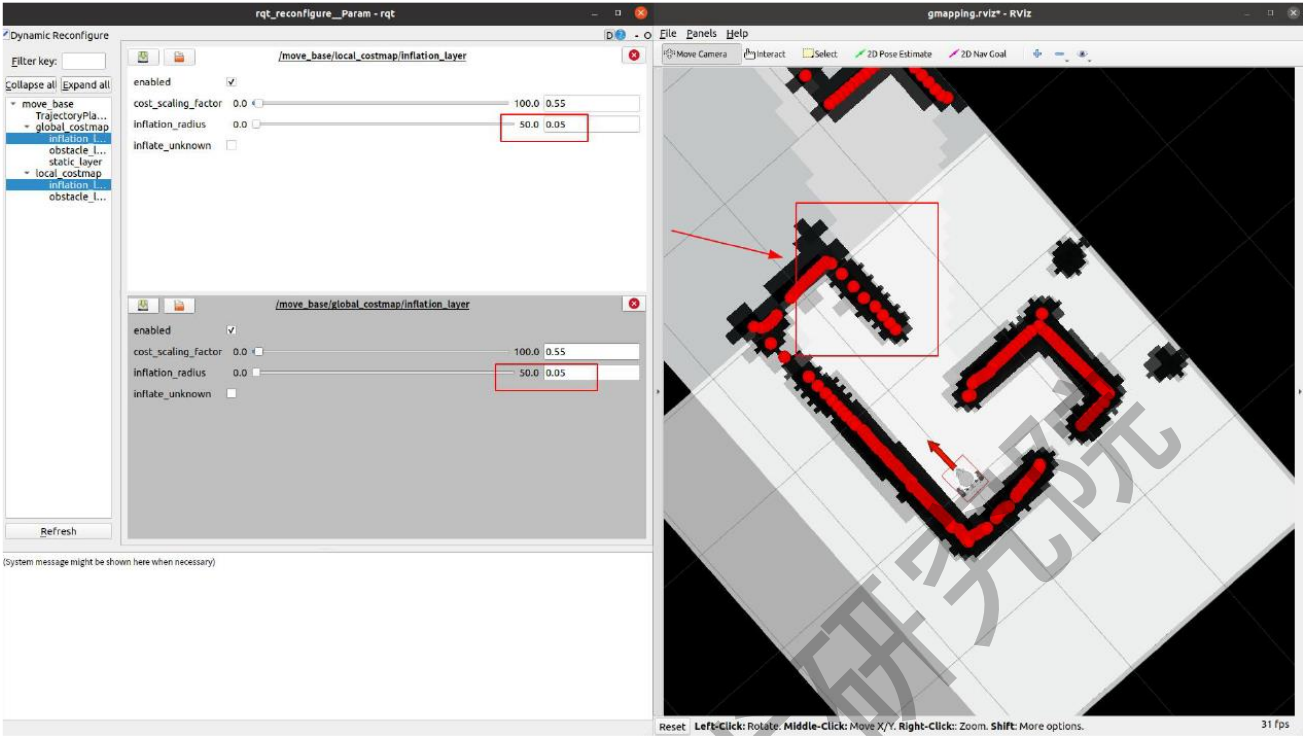 rqt_reconfigure__Param - rqt
Dynamic Reconfigure
D - O
Filter key:
Collapse all Expand all
move_base
TrajectoryPla...
global_costmap
inflation_l...
obstacle_l...
static_layer
local_costmap
inflation_l...
obstacle_l...
Refresh
/move_base/local_costmap/inflation_layer
enabled
cost_scaling_factor 0.0 100.0 0.55
inflation_radius 0.0 50.0 0.05
inflate_unknown
/move_base/global_costmap/inflation_layer
enabled
cost_scaling_factor 0.0 100.0 0.55
inflation_radius 0.0 50.0 0.05
inflate_unknown
(System message might be shown here when necessary)
gmapping.rviz* - RViz
File Panels Help
Move Camera Interact Select 2D Pose Estimate 2D Nav Goal
研究院
Reset Left-Click: Rotate. Middle-Click: Move X/Y. Right-Click:: Zoom. Shift: More options. 31 fps